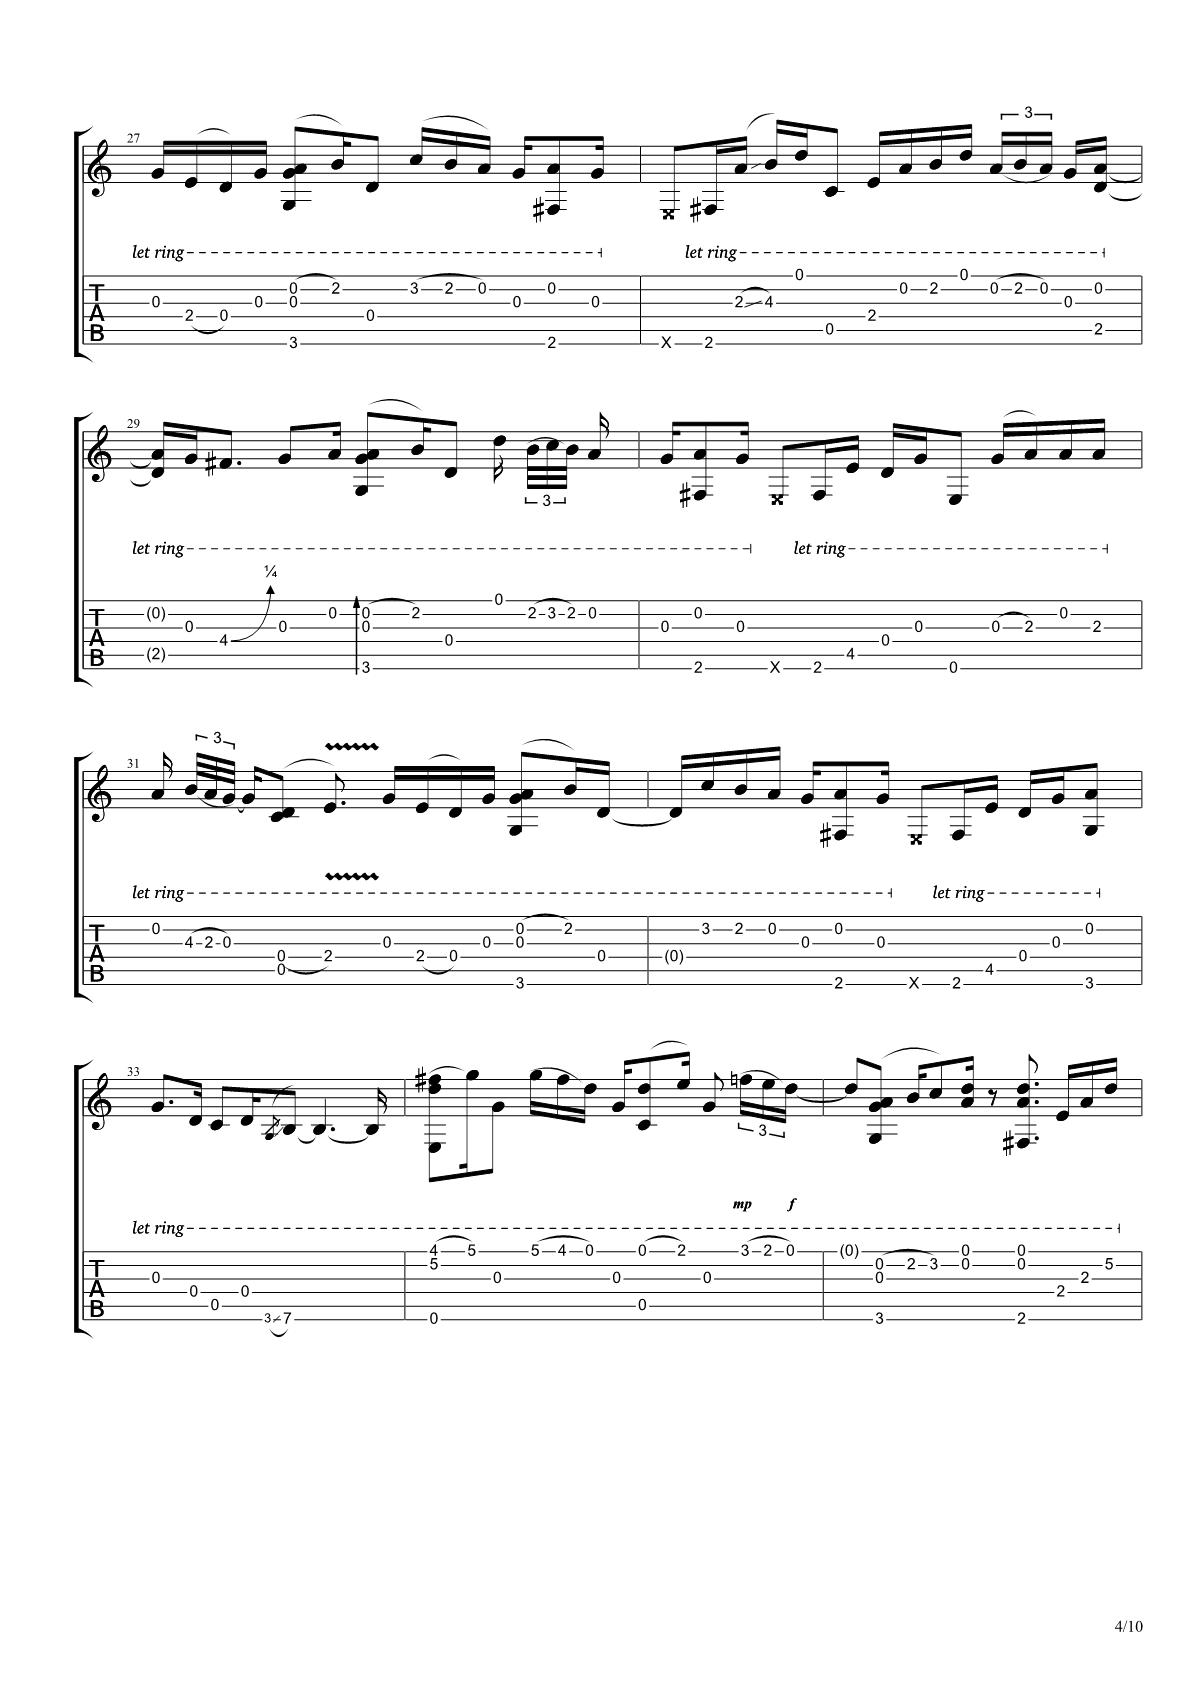 27
3
let ring let ring
T 0 2 0 0 0 0 3 2 0 3 2 0 0 0 2 0 X 2 2 4 0 0 2 0 2 0 0 2 0 0 0 2
A
B
29
3
let ring let ring
¼
T (0) (2) 0 4 0 0 0 0 3 2 0 0 2 3 2 0 0 0 2 0 X 2 4 0 0 0 0 2 0 2
A
B
31
3
let ring let ring
T 0 4 2 0 0 0 2 0 2 0 0 0 0 3 2 0 (0) 3 2 0 0 0 2 0 X 2 4 0 0 0 3
A
B
33
3
mp f
let ring
T 0 0 0 0 3 7 4 5 0 5 0 5 4 0 0 0 0 2 0 3 2 0 (0) 0 0 3 2 3 0 0 0 0 2 2 2 5
A
B
4/10